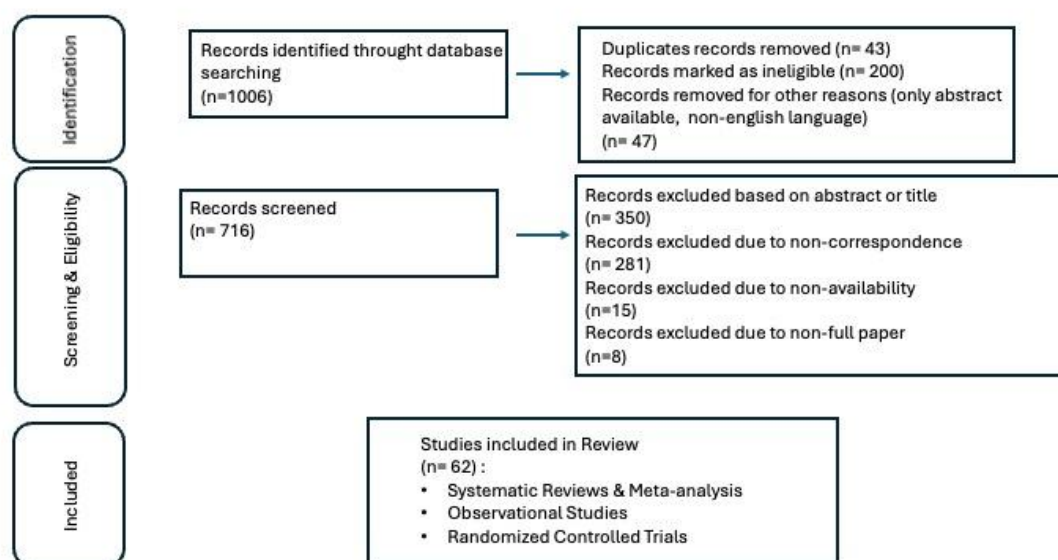 Identification
Records identified throught database
searching
(n=1006)
Duplicates records removed (n= 43)
Records marked as ineligible (n= 200)
Records removed for other reasons (only abstract
available, non-english language)
(n= 47)
Screening & Eligibility
Records screened
(n= 716)
Records excluded based on abstract or title
(n= 350)
Records excluded due to non-correspondence
(n= 281)
Records excluded due to non-availability
(n=15)
Records excluded due to non-full paper
(n=8)
Included
Studies included in Review
(n= 62) :
• Systematic Reviews & Meta-analysis
• Observational Studies
• Randomized Controlled Trials